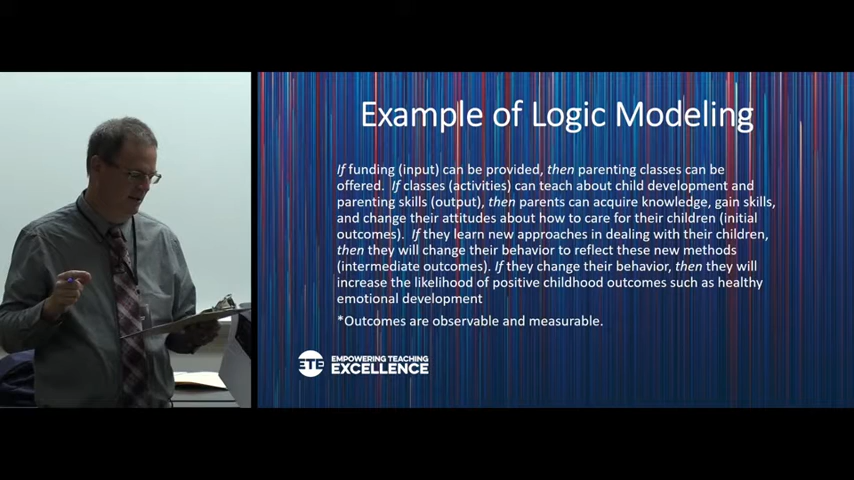 Example of Logic Modeling
If funding (input) can be provided, then parenting classes can be
offered. If classes (activities) can teach about child development and
parenting skills (output), then parents can acquire knowledge, gain skills,
and change their attitudes about how to care for their children (initial
outcomes). If they learn new approaches in dealing with their children,
then they will change their behavior to reflect these new methods
(intermediate outcomes). If they change their behavior, then they will
increase the likelihood of positive childhood outcomes such as healthy
emotional development
*Outcomes are observable and measurable.
ETE
EMPOWERING TEACHING
EXCELLENCE